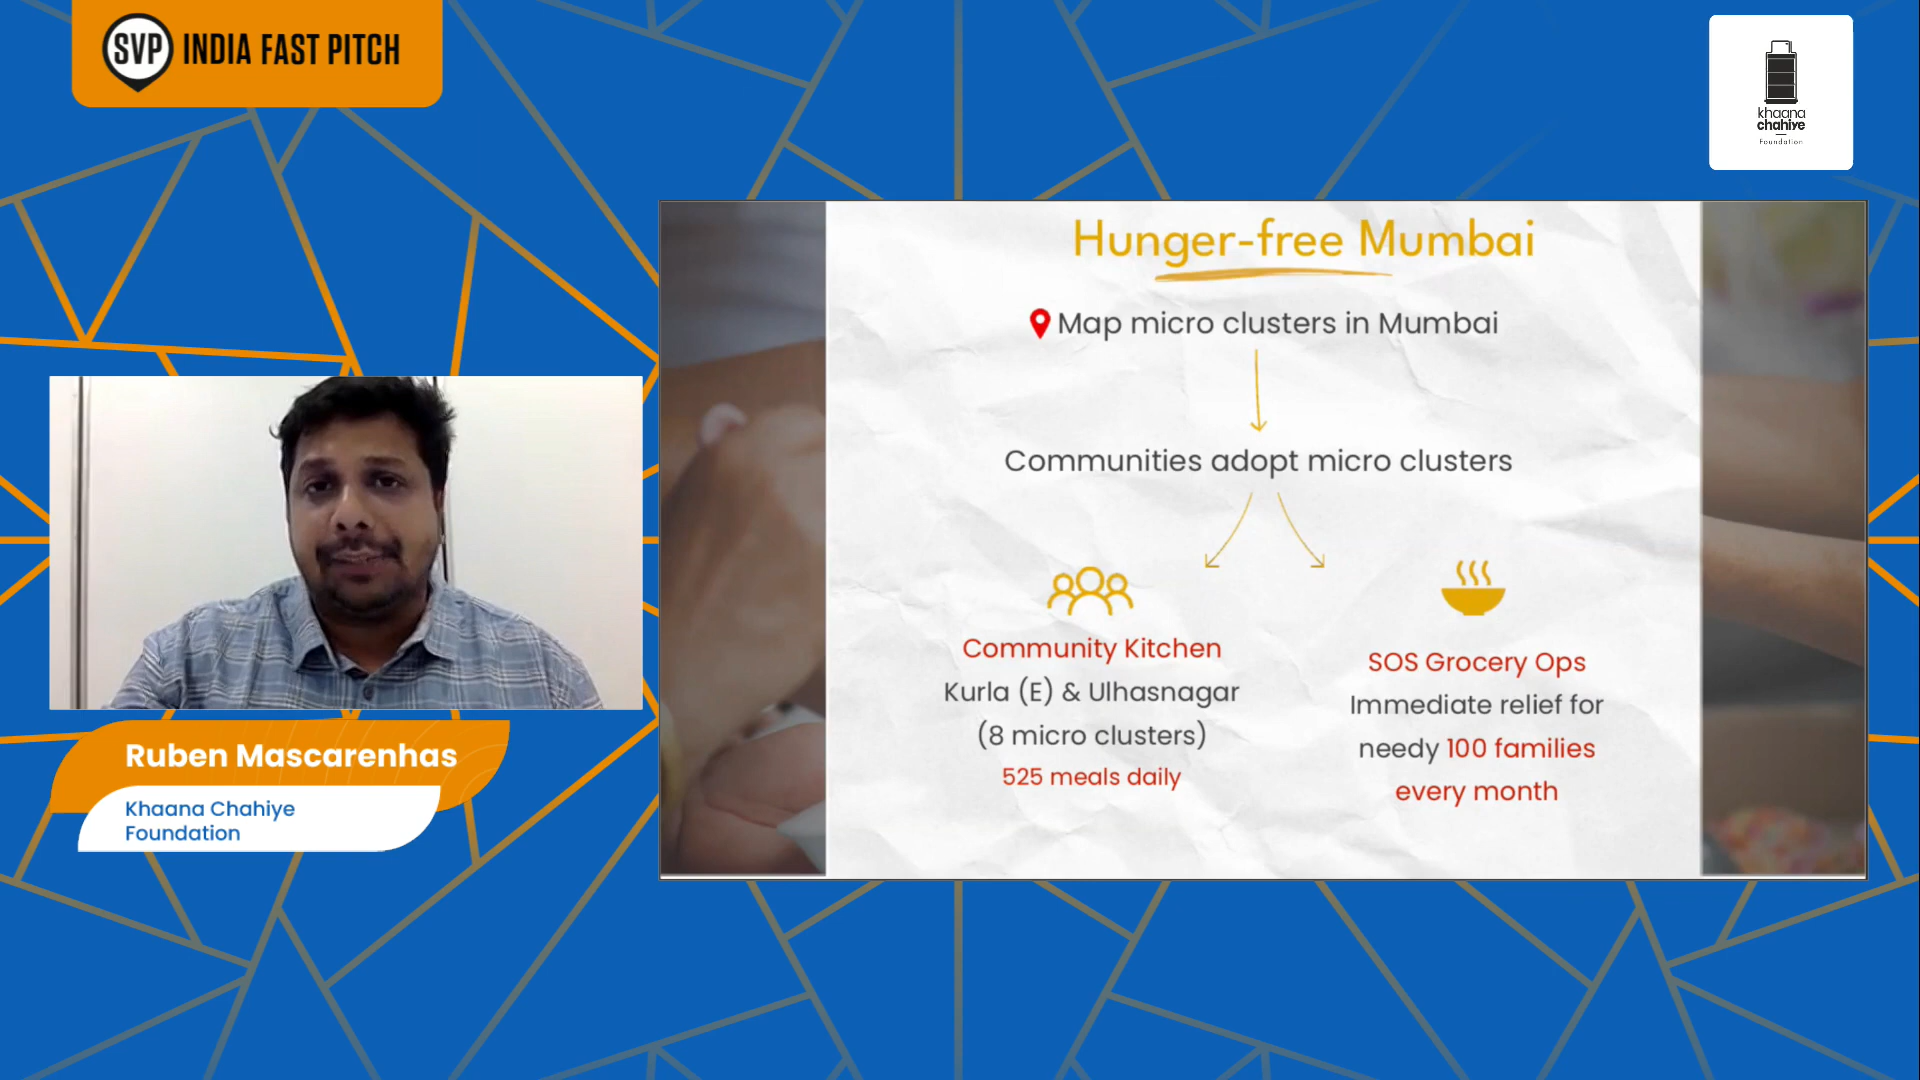 SVP INDIA FAST PITCH
khaana
chahiye
Foundation
Hunger-free Mumbai
Map micro clusters in Mumbai
Communities adopt micro clusters
Community Kitchen
Kurla (E) & Ulhasnagar
(8 micro clusters)
525 meals daily
SOS Grocery Ops
Immediate relief for
needy 100 families
every month
Ruben Mascarenhas
Khaana Chahiye
Foundation